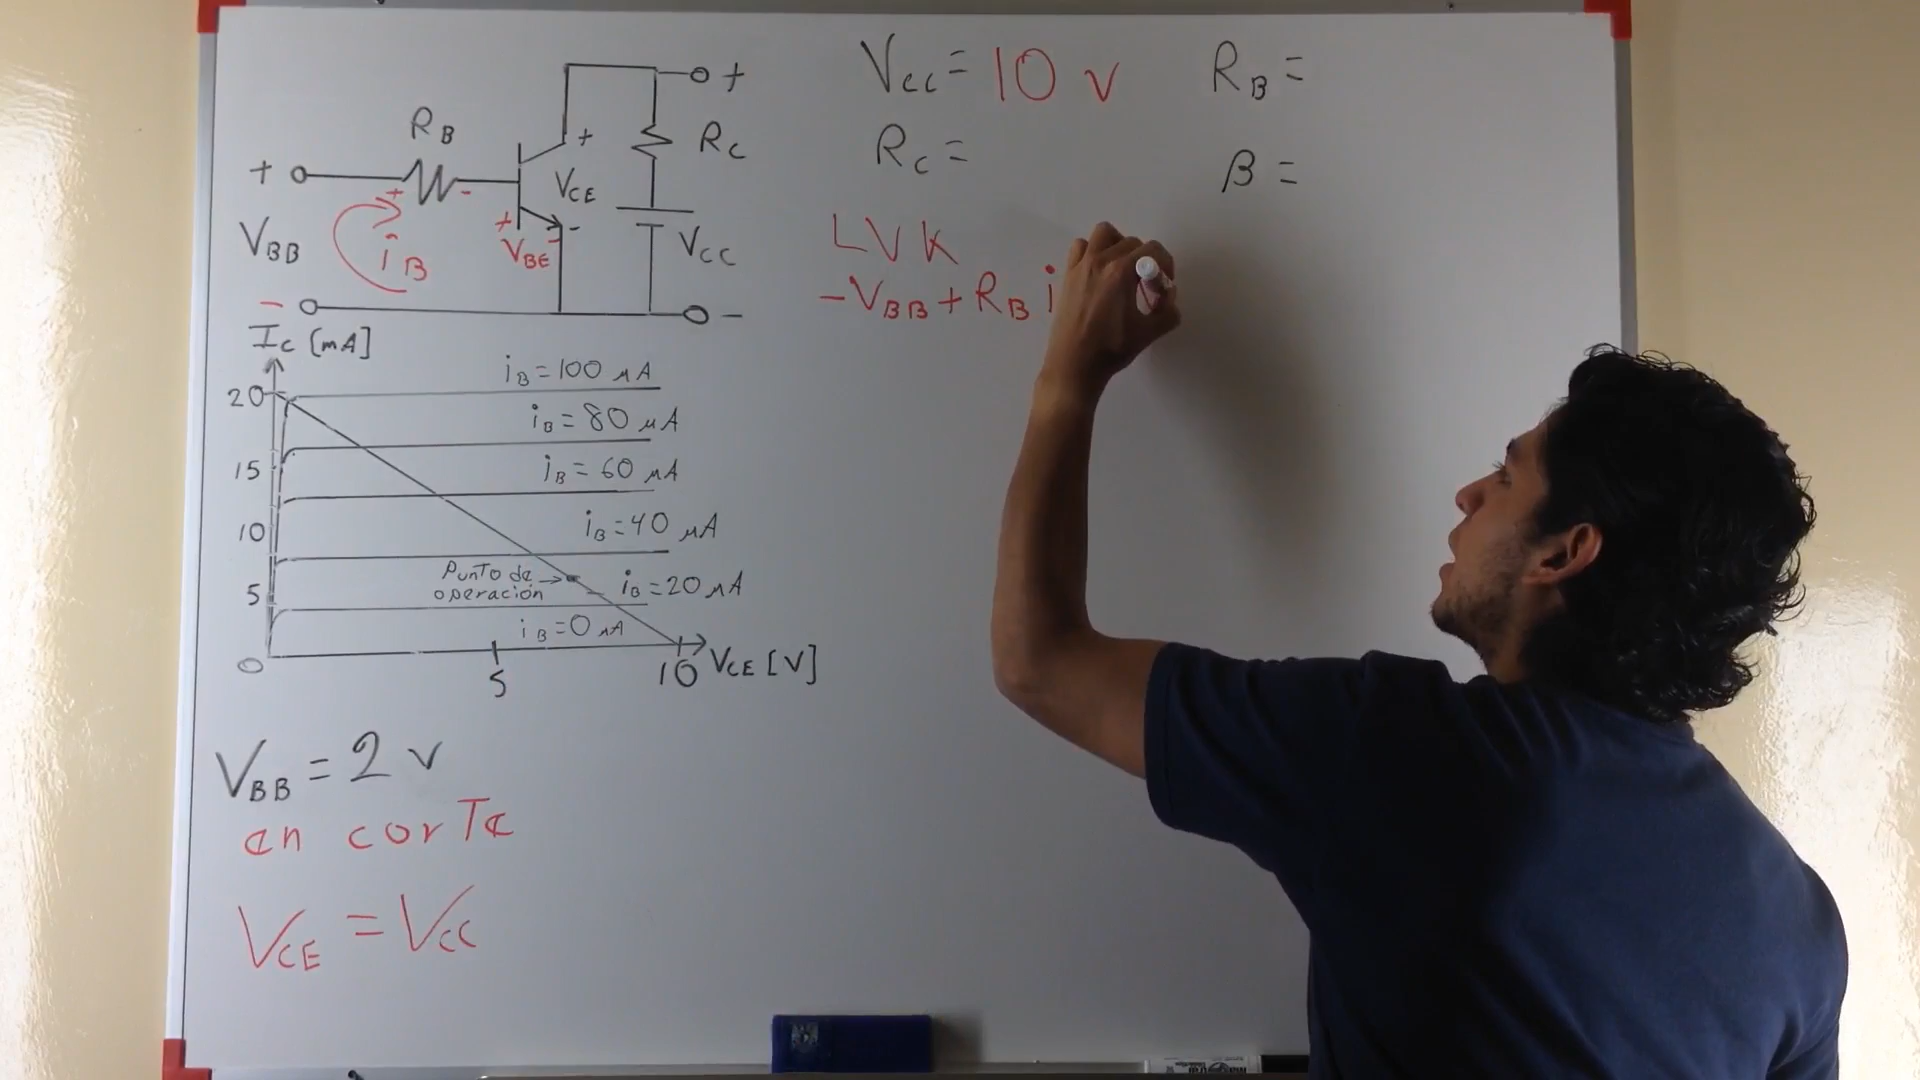 +
R_B
+
-
+
R_C
V_CE
+
-
+
V_BE
-
V_BB
i_B
V_CC
-
-
I_C [mA]
20
15
10
5
0
i_B = 100 μA
i_B = 80 μA
i_B = 60 μA
i_B = 40 μA
Punto de
operación
i_B = 20 μA
i_B = 0 μA
5
10
V_CE [V]
V_BB = 2 v
en corte
V_CE = V_CC
V_CC = 10 v
R_B =
R_C =
β =
LVK
-V_BB + R_B i